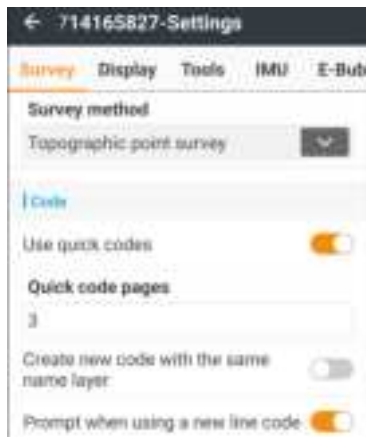 ← 714165827-Settings
Survey Display Tools IMU E-Bub
Survey method
Topographic point survey
Code
Use quick codes
Quick code pages
3
Create new code with the same
name layer
Prompt when using a new line code